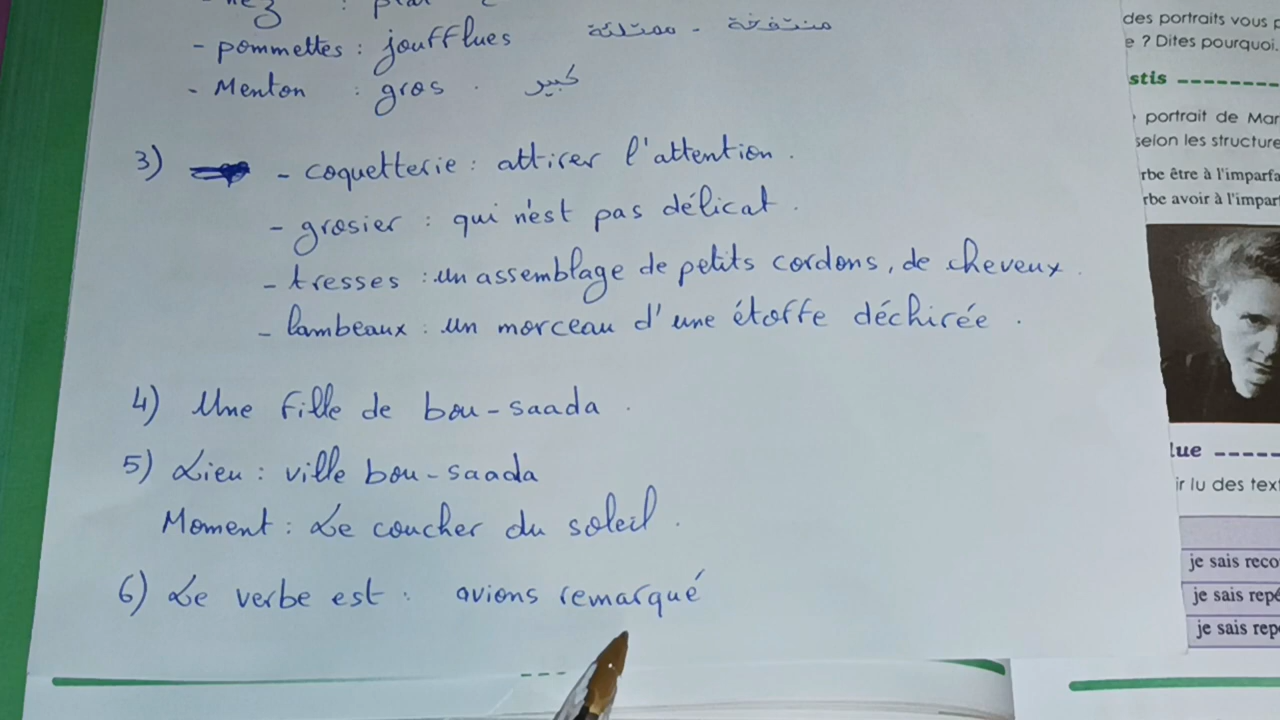 - pommettes : joufflues ممتلئة - منتفخة
- Menton : gros . كبير
3) - coquetterie : attirer l'attention .
- grosier : qui n'est pas délicat .
- tresses : un assemblage de petits cordons, de cheveux .
- lambeaux : un morceau d'une étoffe déchirée .
4) Une fille de bou-saada .
5) Lieu : ville bou-saada
Moment : Le coucher du soleil .
6) Le verbe est : avions remarqué
des portraits vous
e ? Dites pourquoi.
stis
portrait de Mar
selon les structure
rbe être à l'imparfa
rbe avoir à l'impar
lue
ir lu des tex
je sais reco
je sais repé
je sais rep